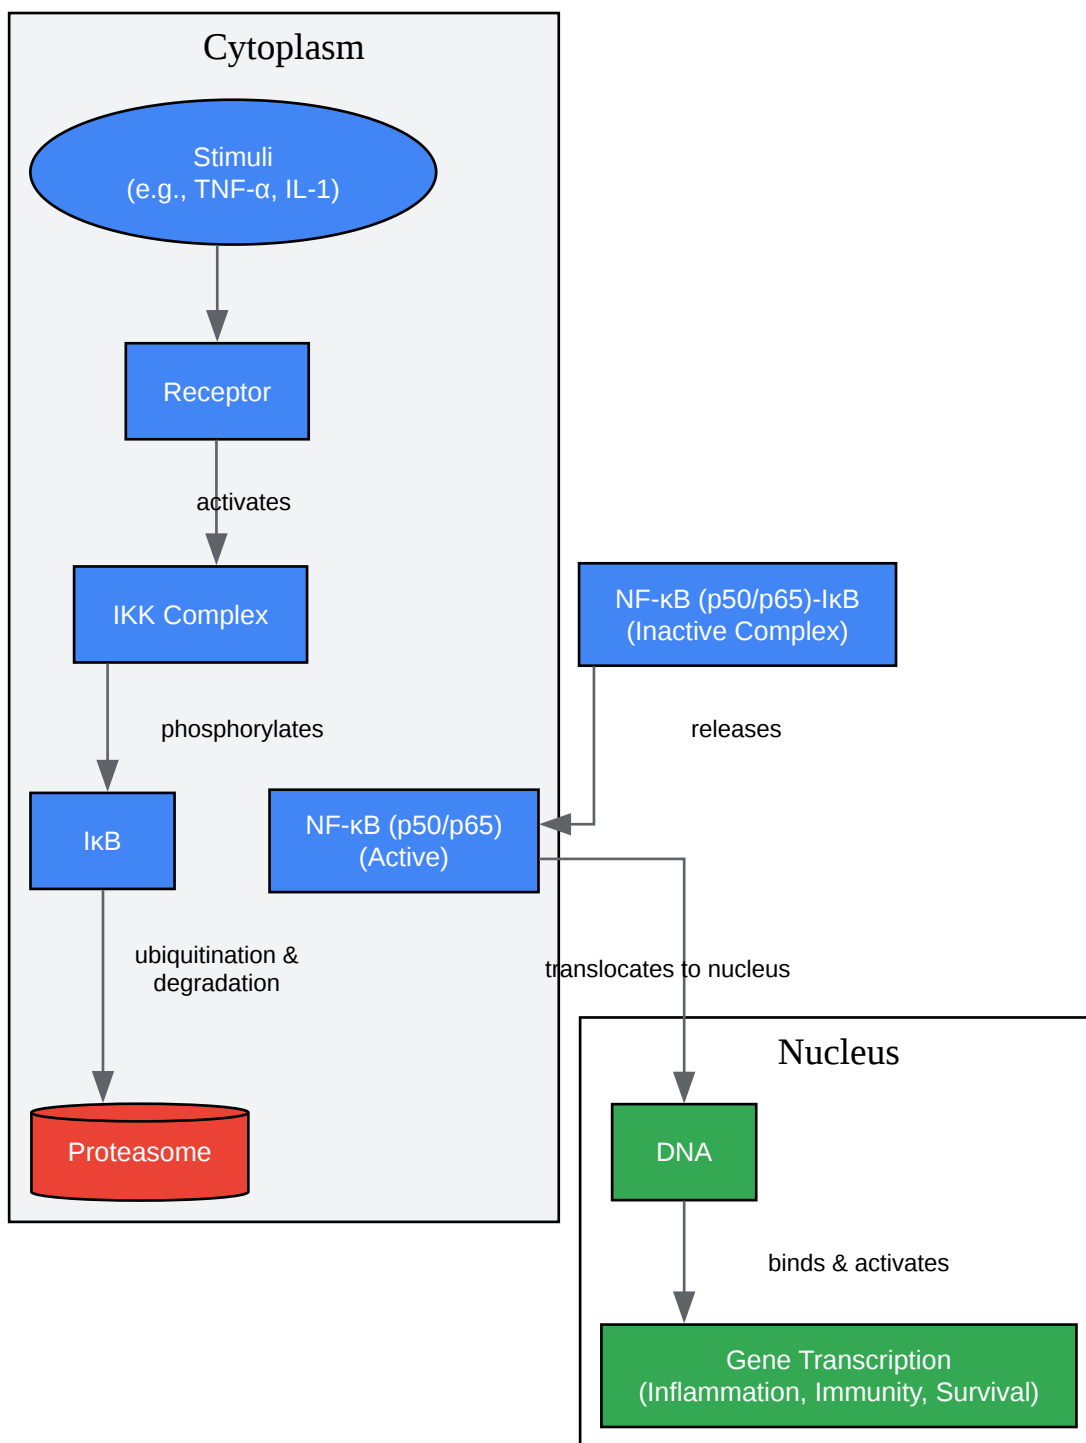 Cytoplasm
Stimuli
(e.g., TNF-α, IL-1)
Receptor
activates
IKK Complex
NF-κB (p50/p65)-IκB
(Inactive Complex)
phosphorylates
releases
IκB
NF-κB (p50/p65)
(Active)
ubiquitination &
degradation
translocates to nucleus
Nucleus
Proteasome
DNA
binds & activates
Gene Transcription
(Inflammation, Immunity, Survival)